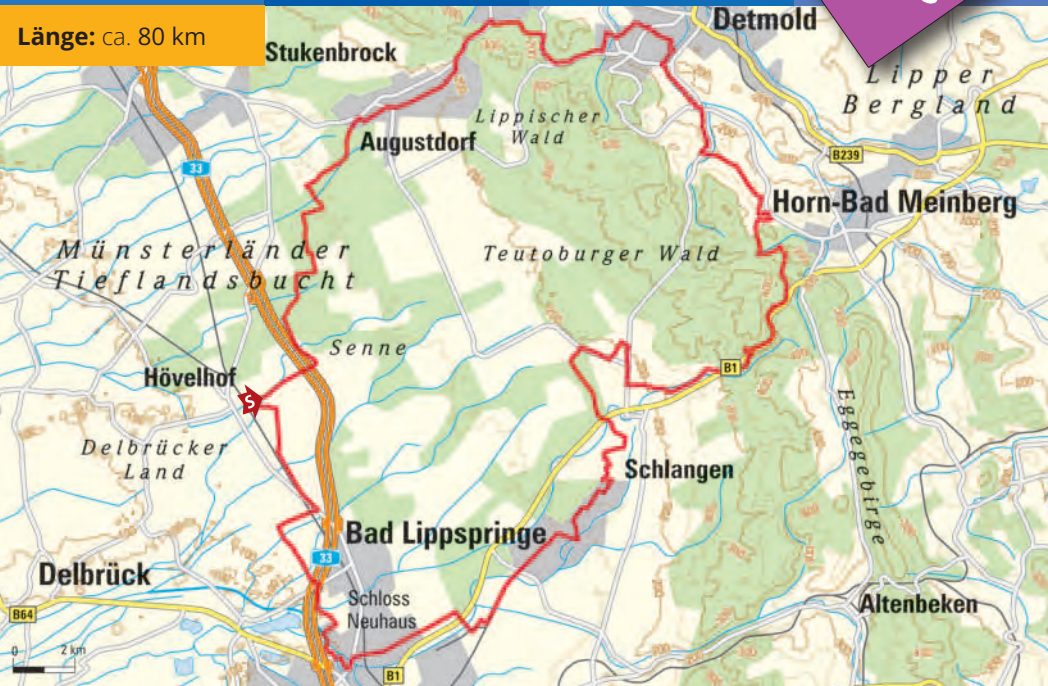 Länge: ca. 80 km
Detmold
Stukenbrock
Lipper
Bergland
Lippischer
Wald
Augustdorf
B239
33
Horn-Bad Meinberg
Münsterländer
Tieflandsbucht
Teutoburger Wald
Senne
B1
Hövelhof
S
Delbrücker
Land
Eggegebirge
Schlangen
Bad Lippspringe
33
Delbrück
Schloss
Neuhaus
Altenbeken
B64
0 2 km
B1